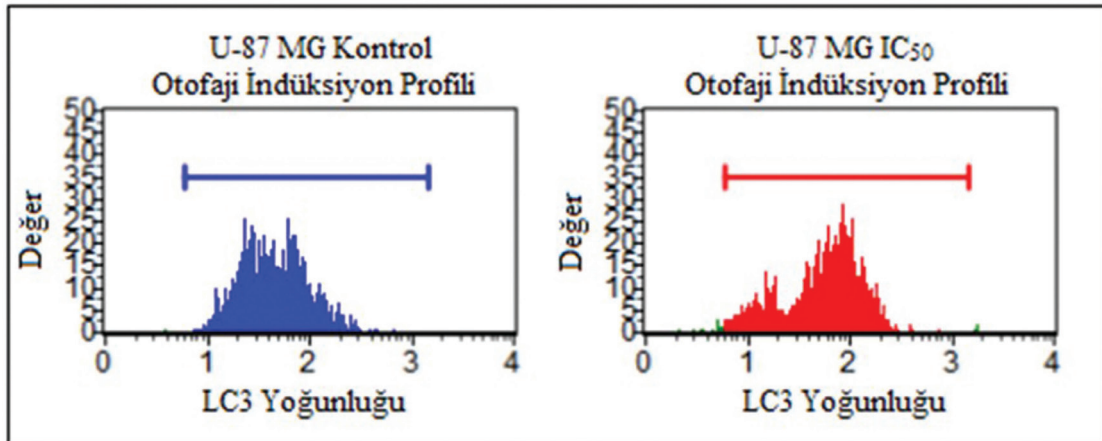 U-87 MG Kontrol
Otofaji İndüksiyon Profili
50
45
40
35
30
25
20
15
10
5
0
Değer
0 1 2 3 4
LC3 Yoğunluğu
U-87 MG IC₅₀
Otofaji İndüksiyon Profili
50
45
40
35
30
25
20
15
10
5
0
Değer
0 1 2 3 4
LC3 Yoğunluğu